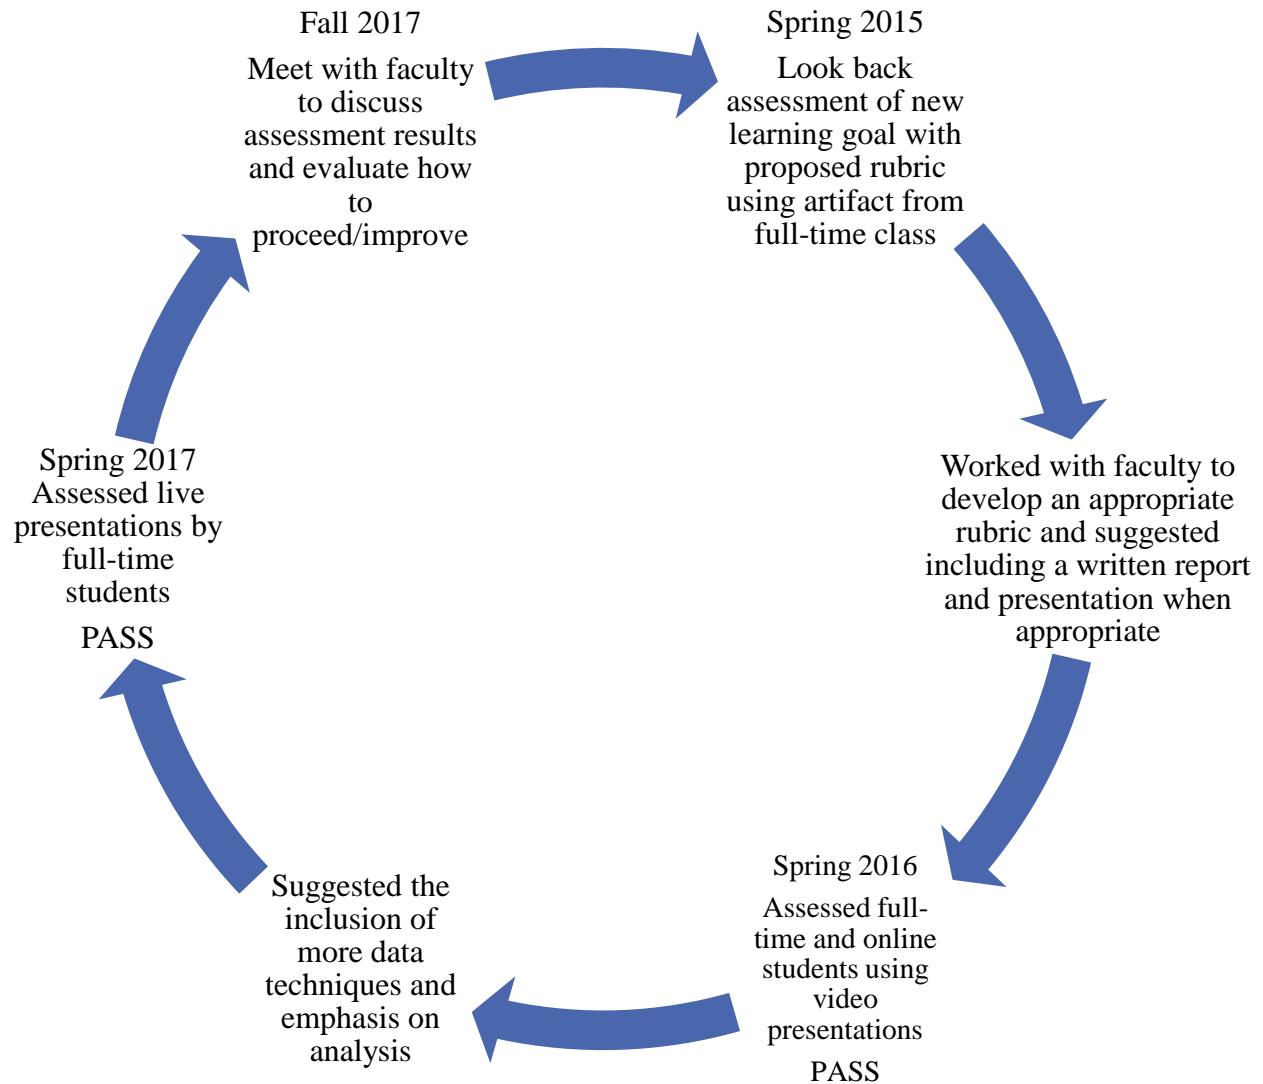 Fall 2017
Meet with faculty
to discuss
assessment results
and evaluate how
to
proceed/improve
Spring 2015
Look back
assessment of new
learning goal with
proposed rubric
using artifact from
full-time class
Worked with faculty to
develop an appropriate
rubric and suggested
including a written report
and presentation when
appropriate
Spring 2016
Assessed full-
time and online
students using
video
presentations
PASS
Suggested the
inclusion of
more data
techniques and
emphasis on
analysis
Spring 2017
Assessed live
presentations by
full-time
students
PASS